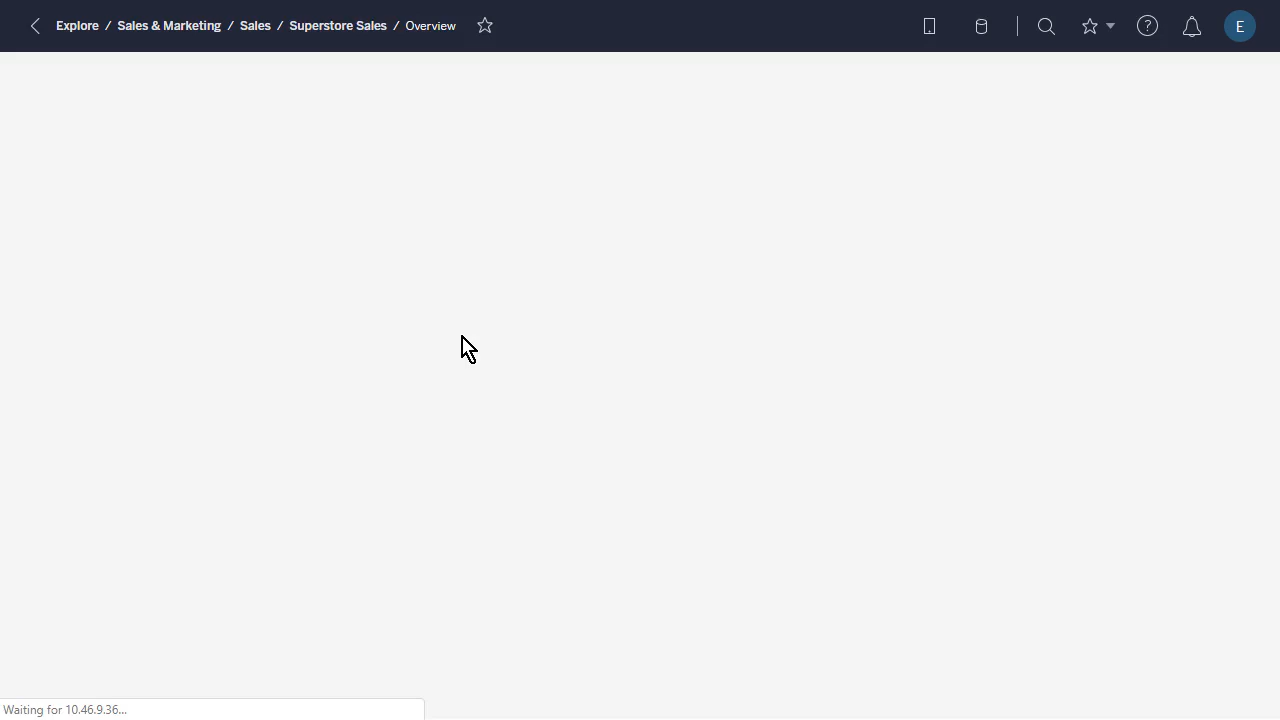 Explore / Sales & Marketing / Sales / Superstore Sales / Overview
E
Waiting for 10.46.9.36...